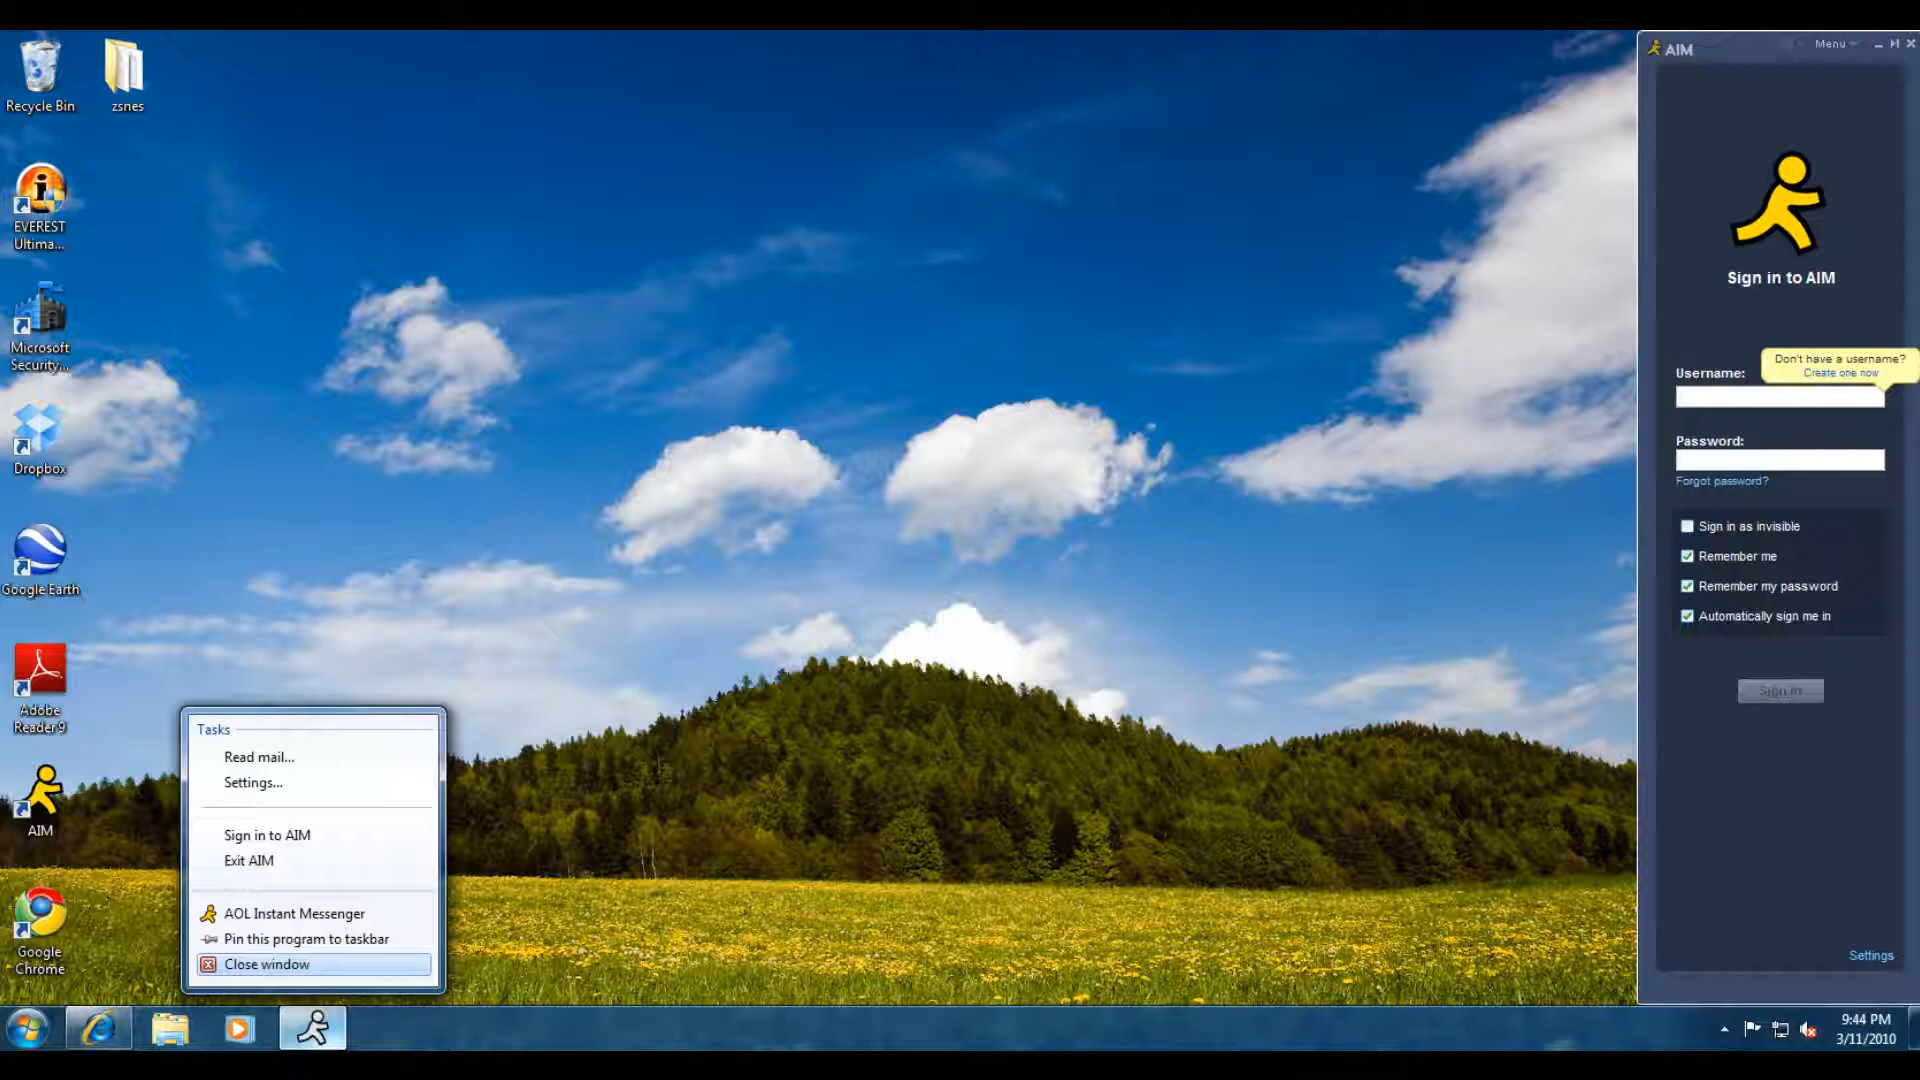 Recycle Bin
zsnes
EVEREST
Ultima...
Microsoft
Security...
Dropbox
Google Earth
Adobe
Reader 9
AIM
Google
Chrome
Tasks
Read mail...
Settings...
Sign in to AIM
Exit AIM
AOL Instant Messenger
Pin this program to taskbar
Close window
AIM
Menu
Sign in to AIM
Don't have a username?
Create one now
Username:
Password:
Forgot password?
Sign in as invisible
Remember me
Remember my password
Automatically sign me in
Sign in
Settings
9:44 PM
3/11/2010